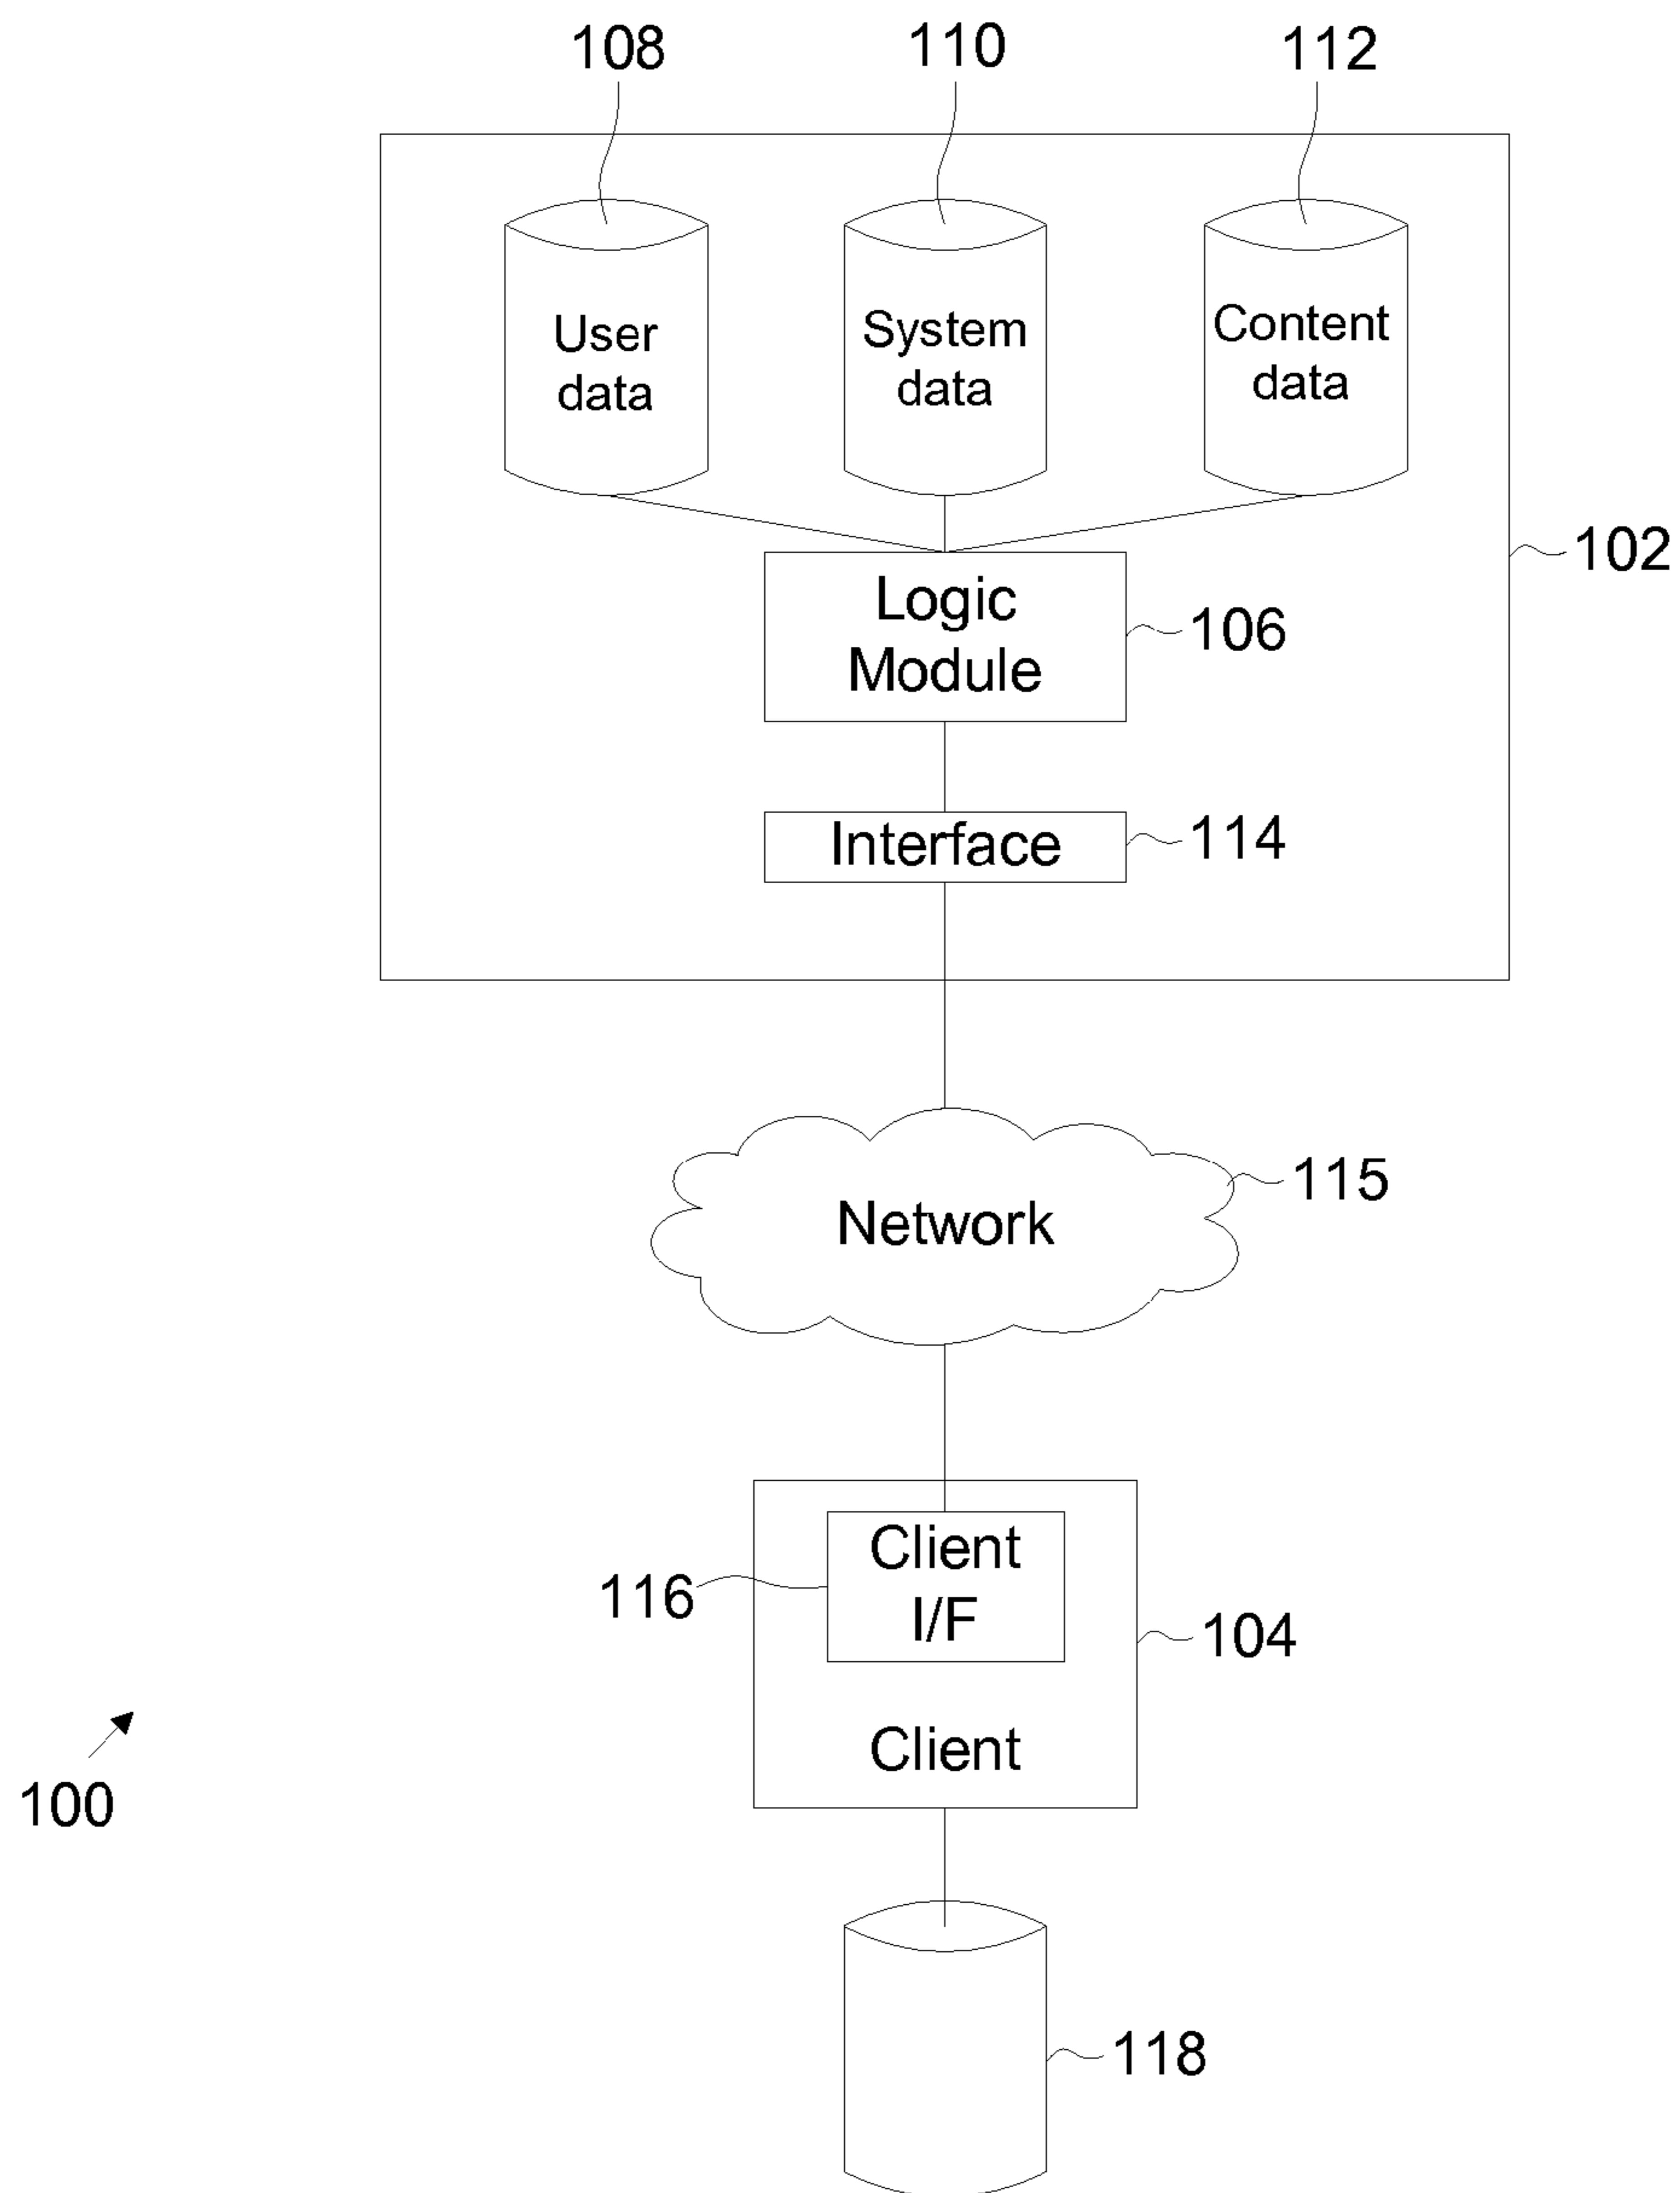 108
110
112
User
data
System
data
Content
data
102
Logic
Module
106
Interface
114
115
Network
Client
I/F
116
104
Client
100
118